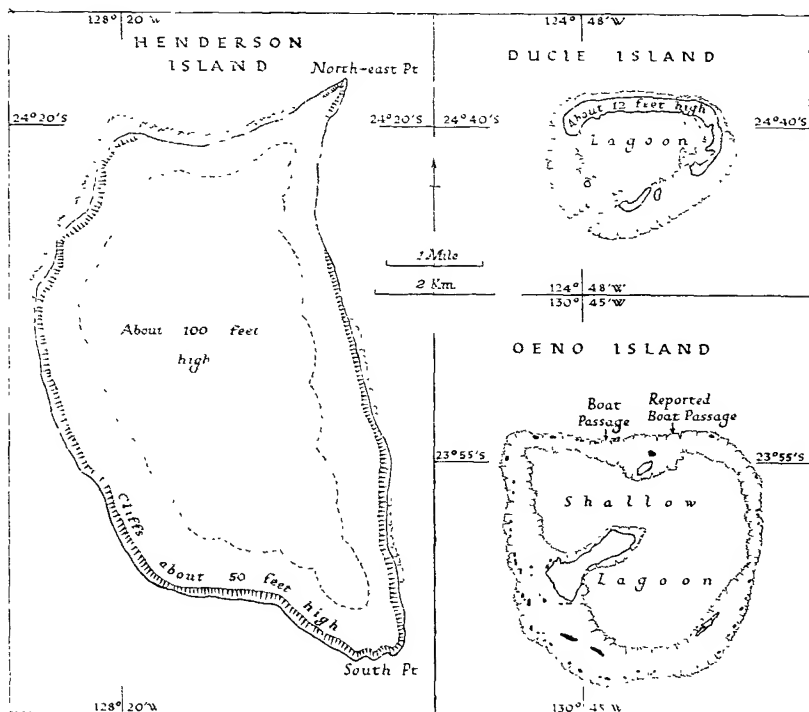 128° 20 W
HENDERSON
ISLAND
North-east Pt
24° 20'S
24° 20'S
About 100 feet
high
Cliffs about 50 feet high
South Pt
128° 20'W
1 Mile
2 Km.
124° 48'W
DUCIE ISLAND
24° 40'S
24° 40'S
About 12 feet high
Lagoon
124° 48'W
130° 45'W
OENO ISLAND
Boat
Passage
Reported
Boat Passage
23° 55'S
23° 55'S
Shallow
Lagoon
130° 45 W